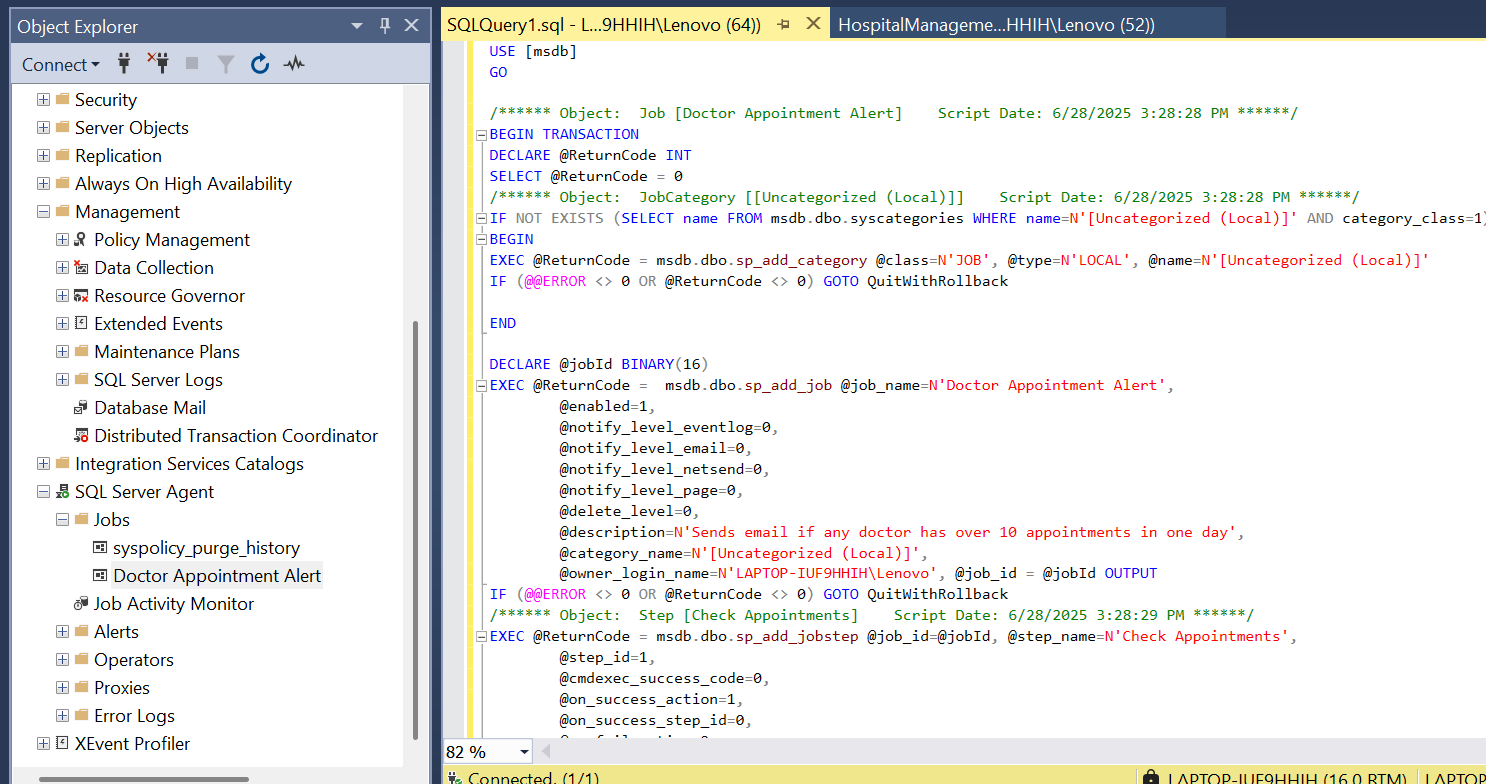 Object Explorer
Connect
Security
Server Objects
Replication
Always On High Availability
Management
Policy Management
Data Collection
Resource Governor
Extended Events
Maintenance Plans
SQL Server Logs
Database Mail
Distributed Transaction Coordinator
Integration Services Catalogs
SQL Server Agent
Jobs
syspolicy_purge_history
Doctor Appointment Alert
Job Activity Monitor
Alerts
Operators
Proxies
Error Logs
XEvent Profiler
SQLQuery1.sql - L...9HHIH\Lenovo (64))
HospitalManageme...HHIH\Lenovo (52))
USE [msdb]
GO
/****** Object:  Job [Doctor Appointment Alert]    Script Date: 6/28/2025 3:28:28 PM ******/
BEGIN TRANSACTION
DECLARE @ReturnCode INT
SELECT @ReturnCode = 0
/****** Object:  JobCategory [[Uncategorized (Local)]]    Script Date: 6/28/2025 3:28:28 PM ******/
IF NOT EXISTS (SELECT name FROM msdb.dbo.syscategories WHERE name=N'[Uncategorized (Local)]' AND category_class=1)
BEGIN
EXEC @ReturnCode = msdb.dbo.sp_add_category @class=N'JOB', @type=N'LOCAL', @name=N'[Uncategorized (Local)]'
IF (@@ERROR <> 0 OR @ReturnCode <> 0) GOTO QuitWithRollback
END
DECLARE @jobId BINARY(16)
EXEC @ReturnCode =  msdb.dbo.sp_add_job @job_name=N'Doctor Appointment Alert',
@enabled=1,
@notify_level_eventlog=0,
@notify_level_email=0,
@notify_level_netsend=0,
@notify_level_page=0,
@delete_level=0,
@description=N'Sends email if any doctor has over 10 appointments in one day',
@category_name=N'[Uncategorized (Local)]',
@owner_login_name=N'LAPTOP-IUF9HHIH\Lenovo', @job_id = @jobId OUTPUT
IF (@@ERROR <> 0 OR @ReturnCode <> 0) GOTO QuitWithRollback
/****** Object:  Step [Check Appointments]    Script Date: 6/28/2025 3:28:29 PM ******/
EXEC @ReturnCode = msdb.dbo.sp_add_jobstep @job_id=@jobId, @step_name=N'Check Appointments',
@step_id=1,
@cmdexec_success_code=0,
@on_success_action=1,
@on_success_step_id=0,
82 %
Connected. (1/1)
LAPTOP-IUF9HHIH (16.0 RTM)
LAPTOP